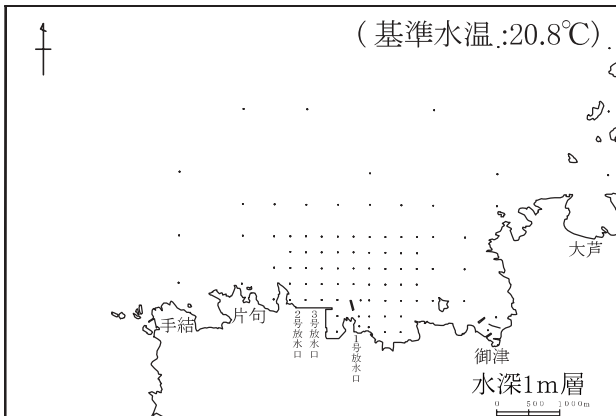 (基準水温:20.8℃)
大芦
手結
片句
2号放水口
3号放水口
1号放水口
御津
水深1m層
0 500 1000m